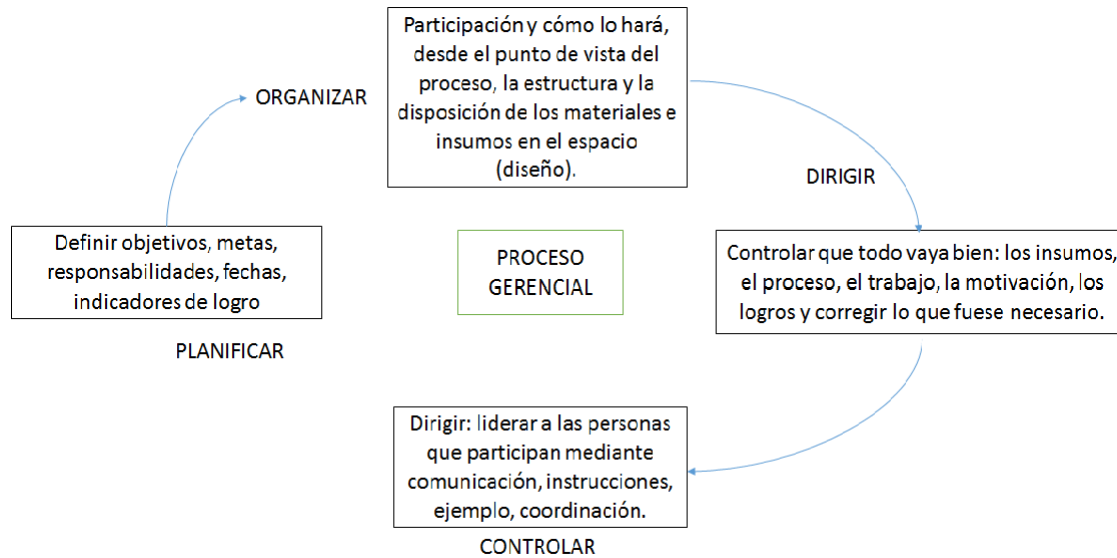 Participación y cómo lo hará,
desde el punto de vista del
proceso, la estructura y la
disposición de los materiales e
insumos en el espacio
(diseño).
ORGANIZAR
DIRIGIR
Definir objetivos, metas,
responsabilidades, fechas,
indicadores de logro
PLANIFICAR
PROCESO
GERENCIAL
Controlar que todo vaya bien: los insumos,
el proceso, el trabajo, la motivación, los
logros y corregir lo que fuese necesario.
Dirigir: liderar a las personas
que participan mediante
comunicación, instrucciones,
ejemplo, coordinación.
CONTROLAR